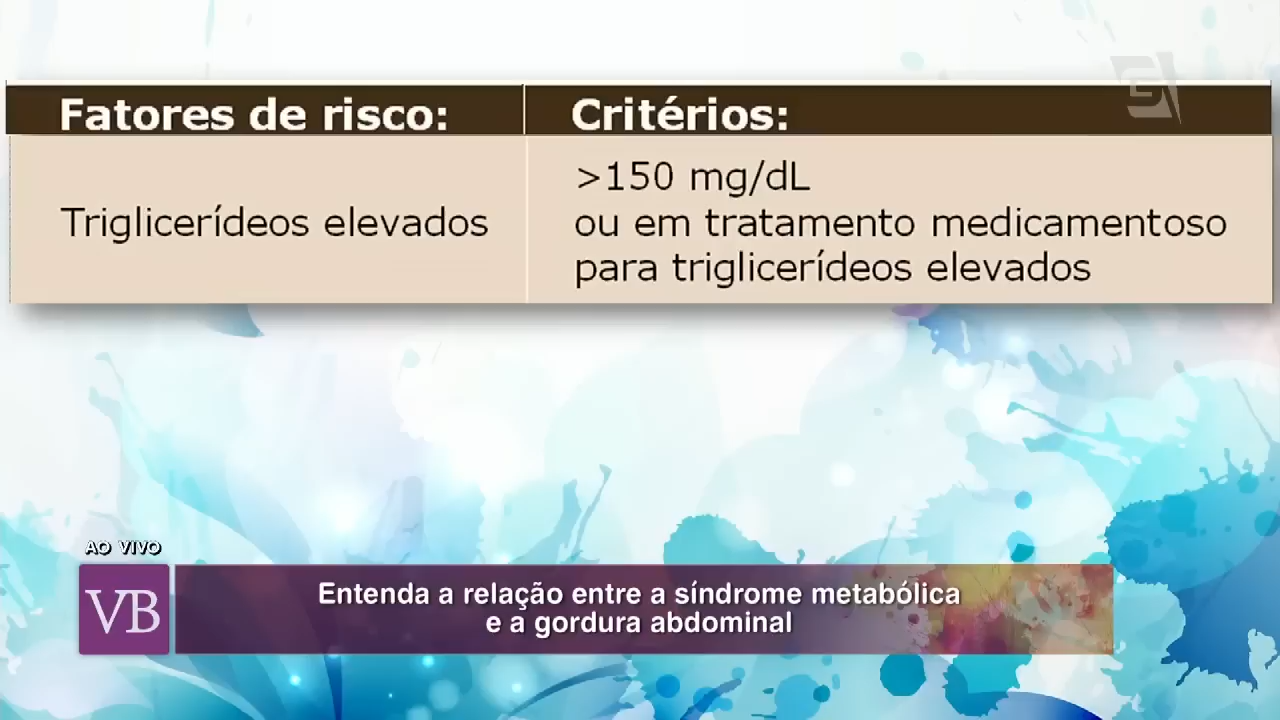 Fatores de risco:
Critérios:
Triglicerídeos elevados
>150 mg/dL
ou em tratamento medicamentoso
para triglicerídeos elevados
AO VIVO
VB
Entenda a relação entre a síndrome metabólica
e a gordura abdominal